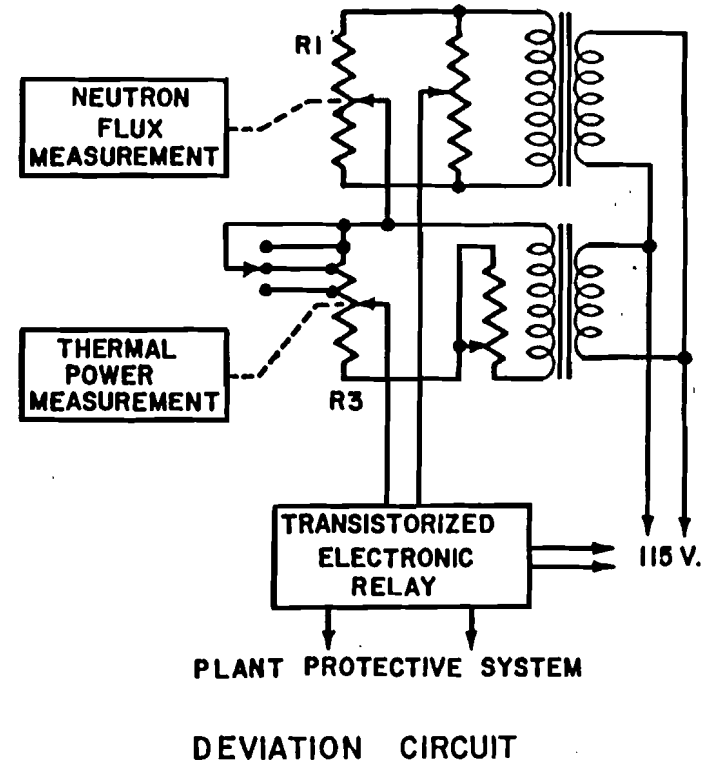 R1
NEUTRON
FLUX
MEASUREMENT
THERMAL
POWER
MEASUREMENT
R3
TRANSISTORIZED
ELECTRONIC
RELAY
115 V.
PLANT PROTECTIVE SYSTEM
DEVIATION CIRCUIT